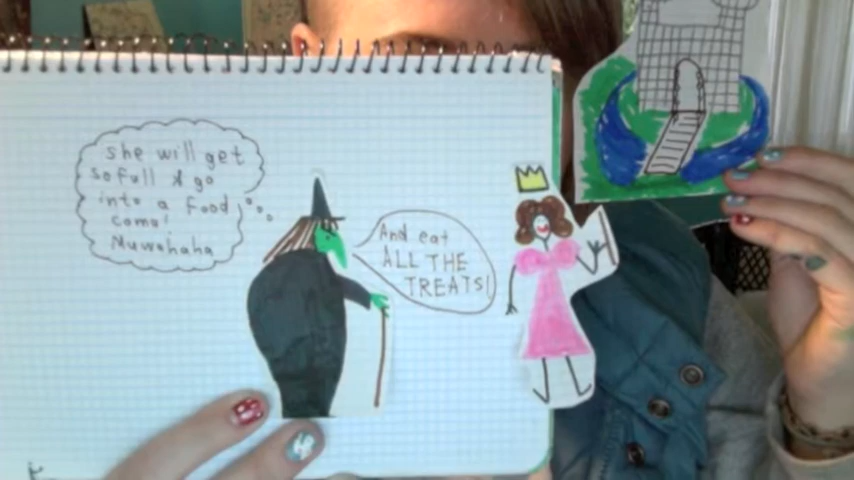 she will get
so full & go
into a food
coma!
Muwahaha
And eat
ALL THE
TREATS!